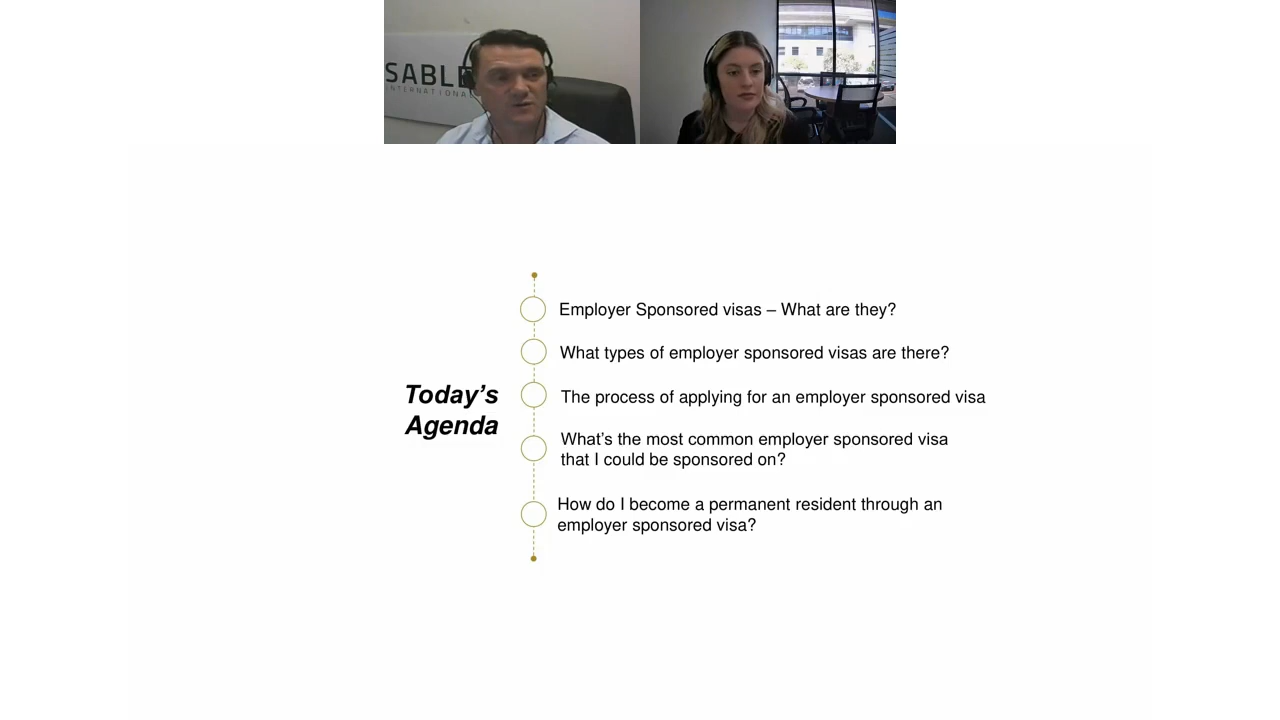 SABLE
INTERNATIONAL
Employer Sponsored visas – What are they?
What types of employer sponsored visas are there?
Today’s
Agenda
The process of applying for an employer sponsored visa
What’s the most common employer sponsored visa
that I could be sponsored on?
How do I become a permanent resident through an
employer sponsored visa?